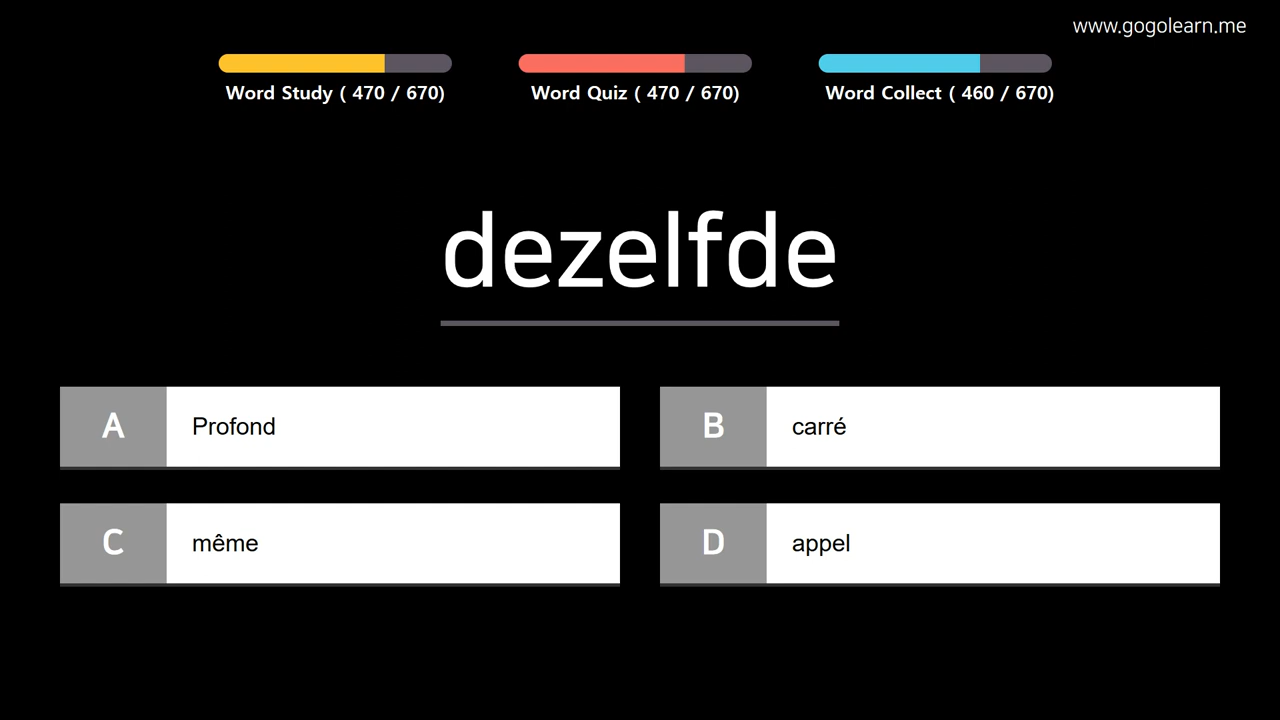 www.gogolearn.me
Word Study ( 470 / 670)
Word Quiz ( 470 / 670)
Word Collect ( 460 / 670)
dezelfde
A Profond
B carré
C même
D appel